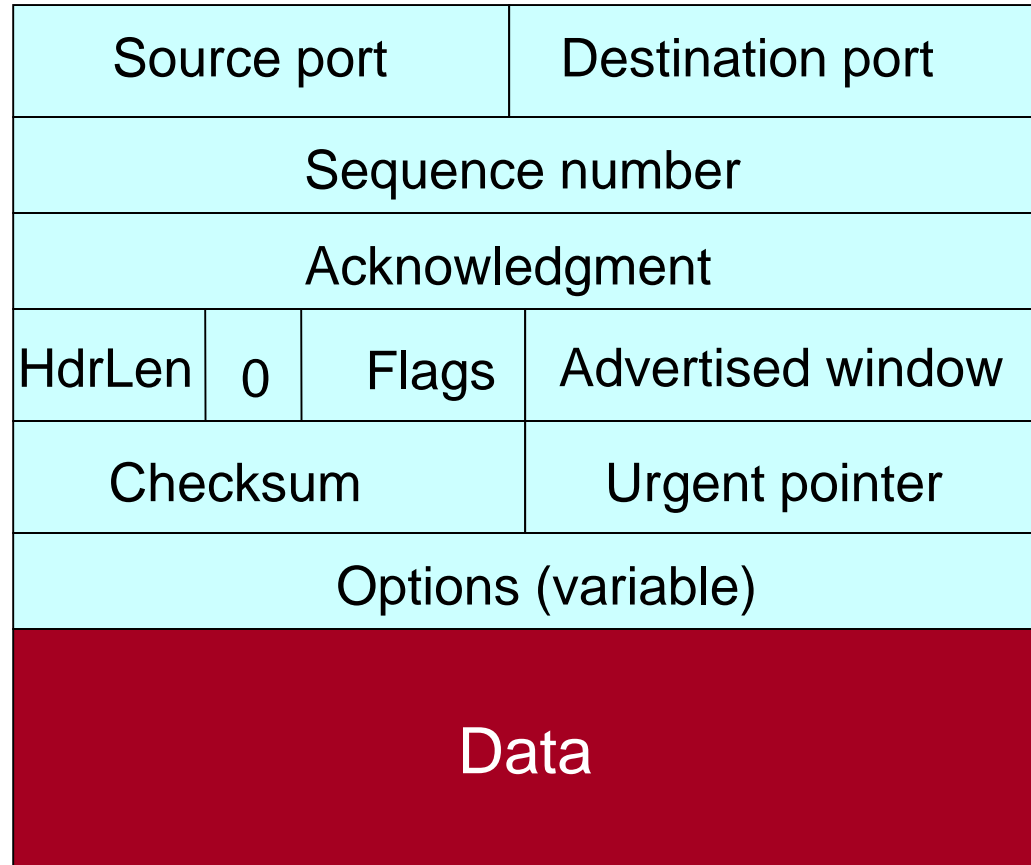 Source port Destination port
Sequence number
Acknowledgment
HdrLen 0 Flags Advertised window
Checksum Urgent pointer
Options (variable)
Data